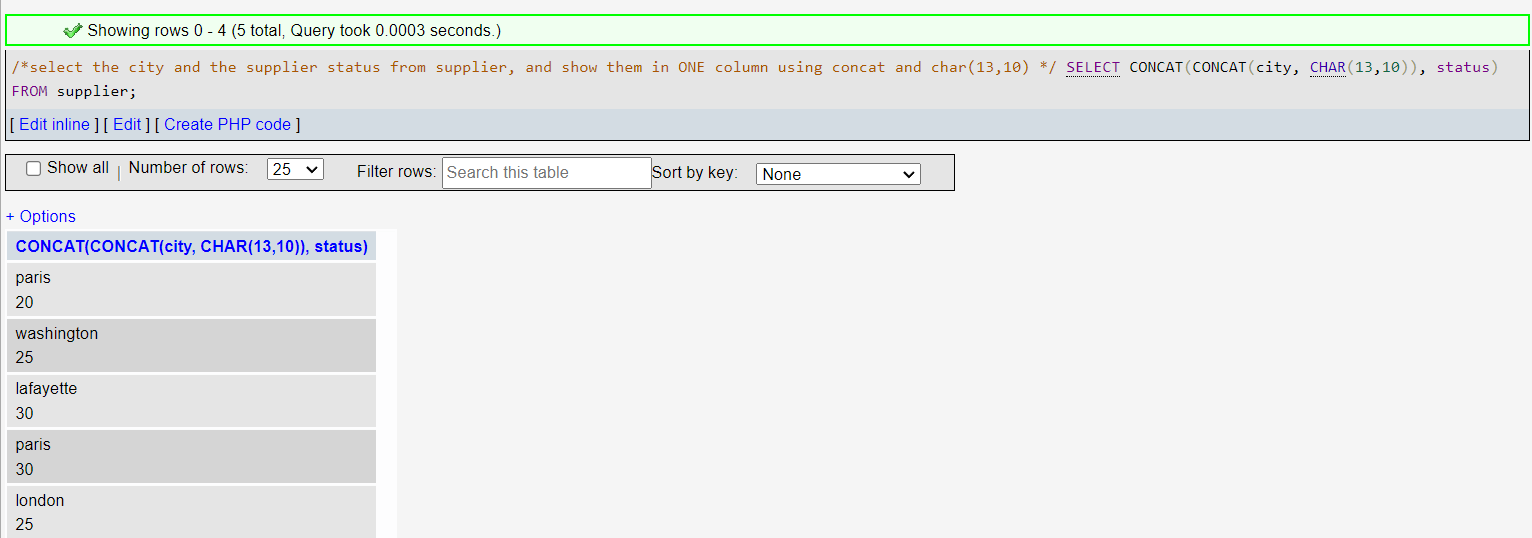 Showing rows 0 - 4 (5 total, Query took 0.0003 seconds.)
/*select the city and the supplier status from supplier, and show them in ONE column using concat and char(13,10) */ SELECT CONCAT(CONCAT(city, CHAR(13,10)), status)
FROM supplier;
[ Edit inline ] [ Edit ] [ Create PHP code ]
Show all | Number of rows: 25 Filter rows: Search this table Sort by key: None
+ Options
CONCAT(CONCAT(city, CHAR(13,10)), status)
paris
20
washington
25
lafayette
30
paris
30
london
25